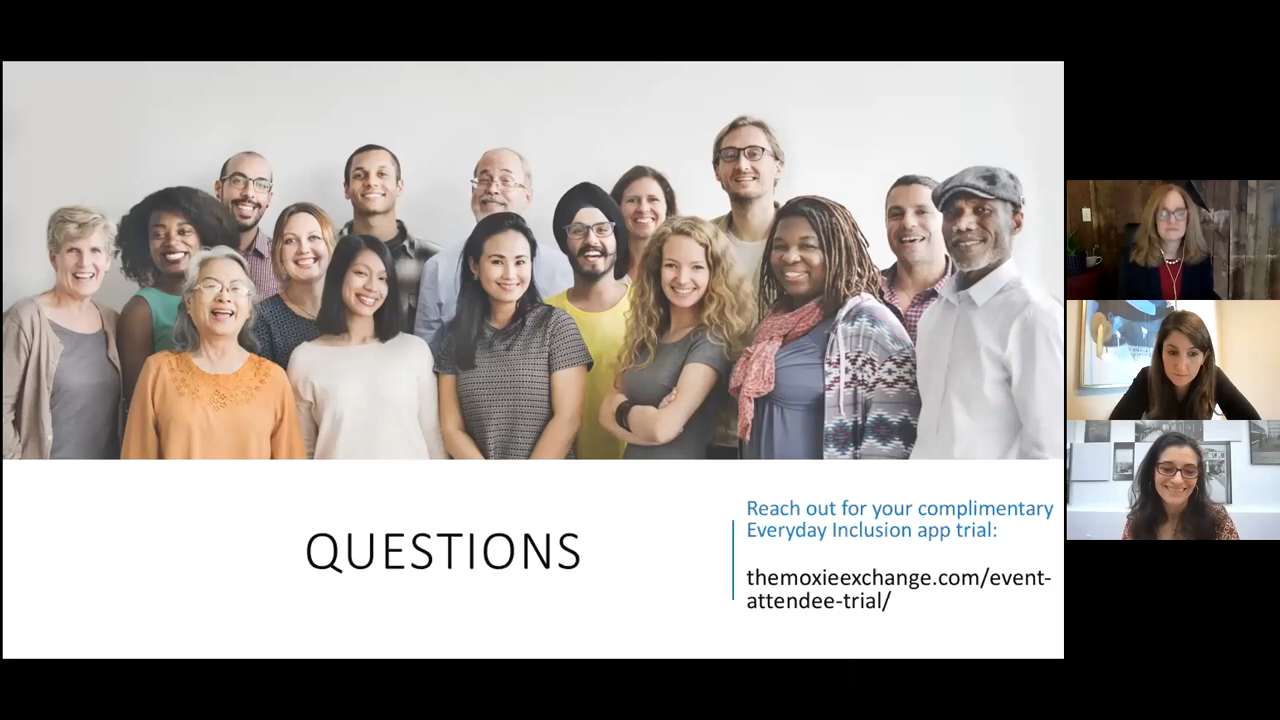 QUESTIONS
Reach out for your complimentary
Everyday Inclusion app trial:
themoxieexchange.com/event-
attendee-trial/